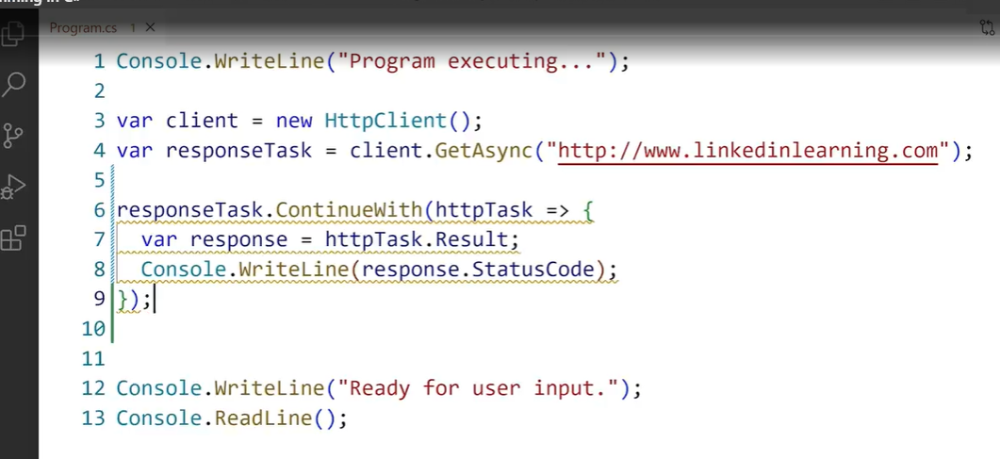 Program.cs 1
1 Console.WriteLine("Program executing...");
2
3 var client = new HttpClient();
4 var responseTask = client.GetAsync("http://www.linkedinlearning.com");
5
6 responseTask.ContinueWith(httpTask => {
7   var response = httpTask.Result;
8   Console.WriteLine(response.StatusCode);
9 });
10
11
12 Console.WriteLine("Ready for user input.");
13 Console.ReadLine();